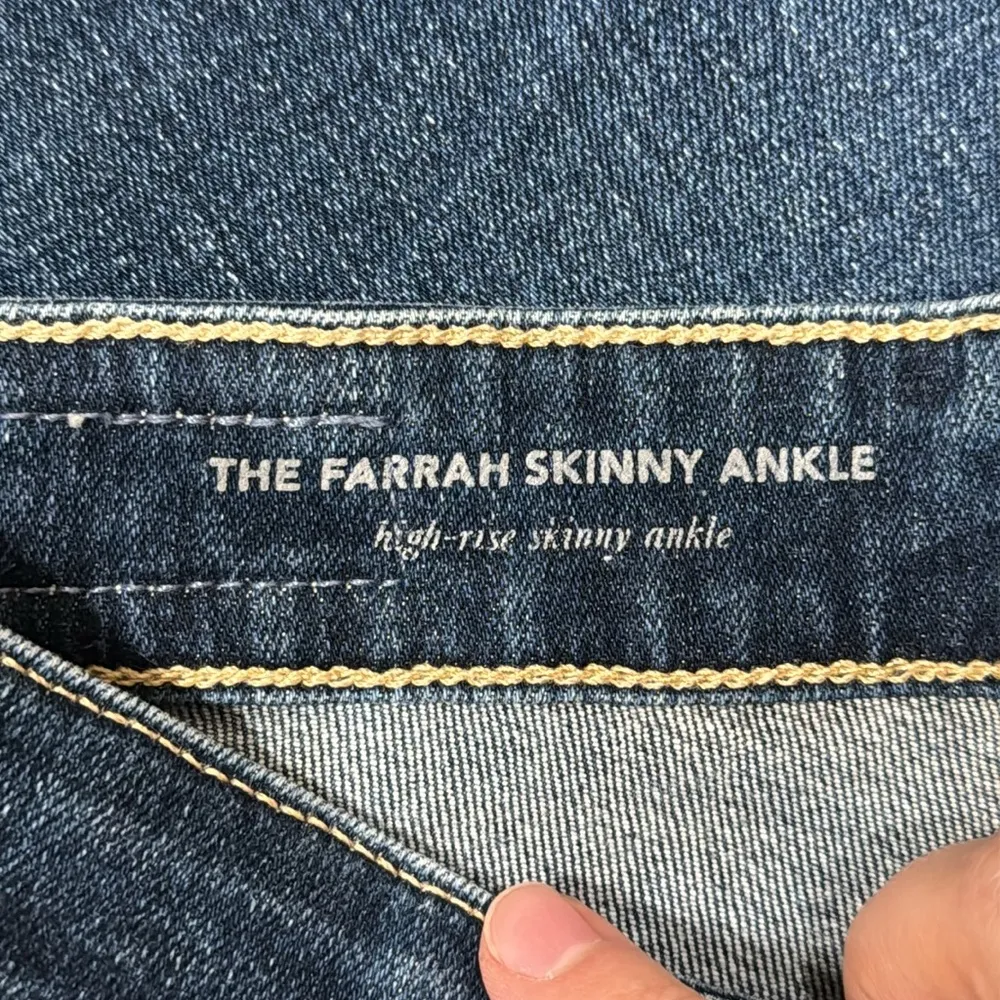 THE FARRAH SKINNY ANKLE
high-rise skinny ankle